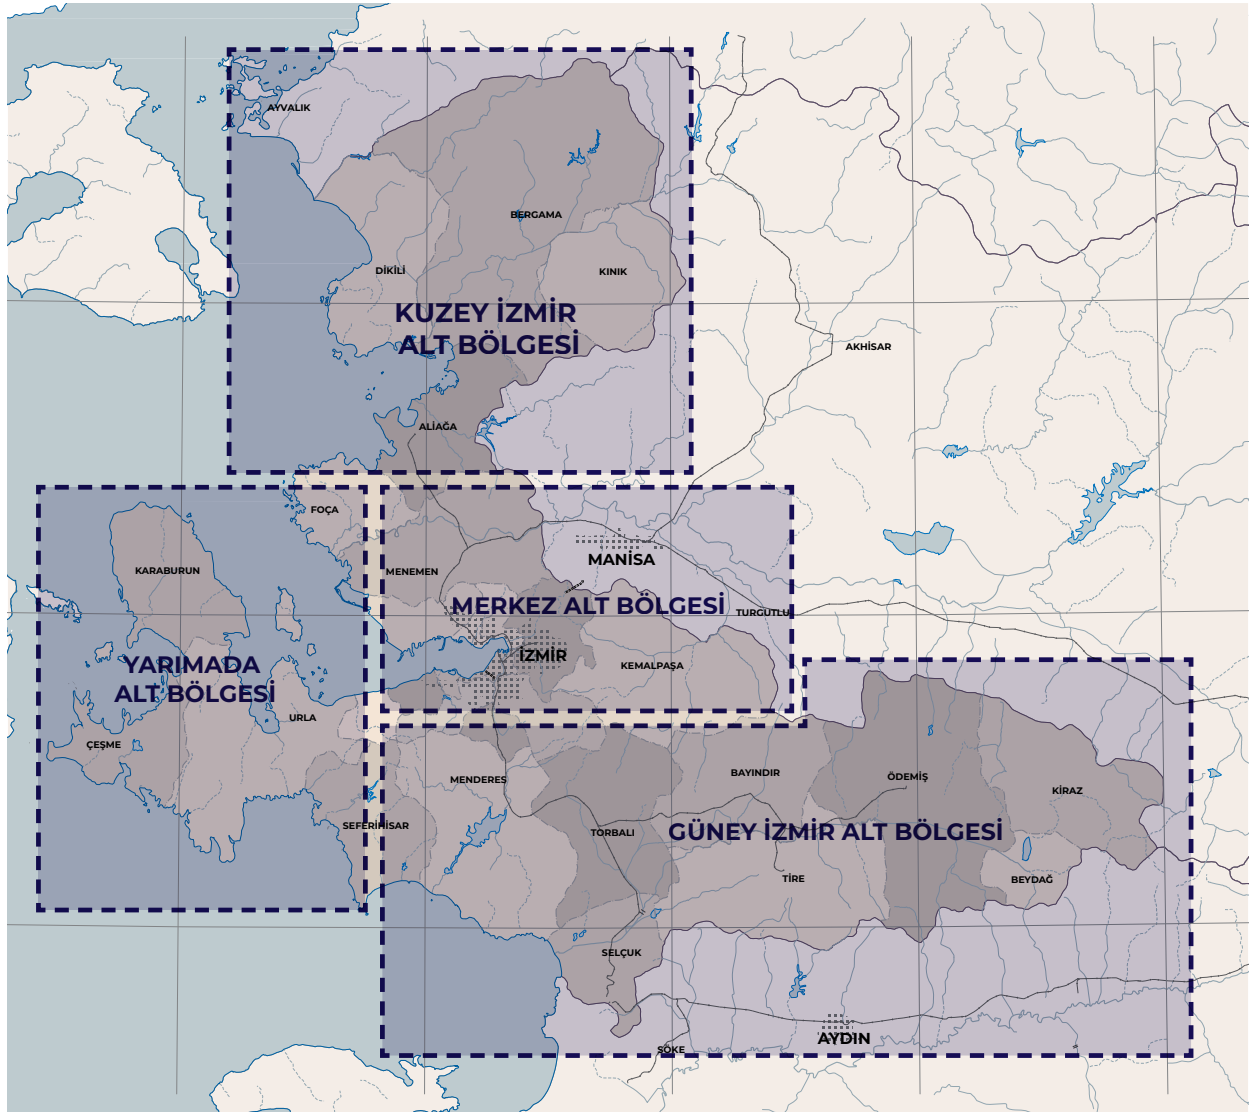 AYVALIK
BERGAMA
DİKİLİ
KINIK
KUZEY İZMİR
ALT BÖLGESİ
AKHİSAR
ALİAĞA
FOÇA
MANİSA
KARABURUN
MENEMEN
MERKEZ ALT BÖLGESİ
TURGUTLU
İZMİR
KEMALPAŞA
YARIMADA
ALT BÖLGESİ
URLA
ÇEŞME
MENDERES
BAYINDIR
ÖDEMİŞ
KİRAZ
SEFERİHİSAR
TORBALI
GÜNEY İZMİR ALT BÖLGESİ
TİRE
BEYDAĞ
SELÇUK
AYDIN
SÖKE